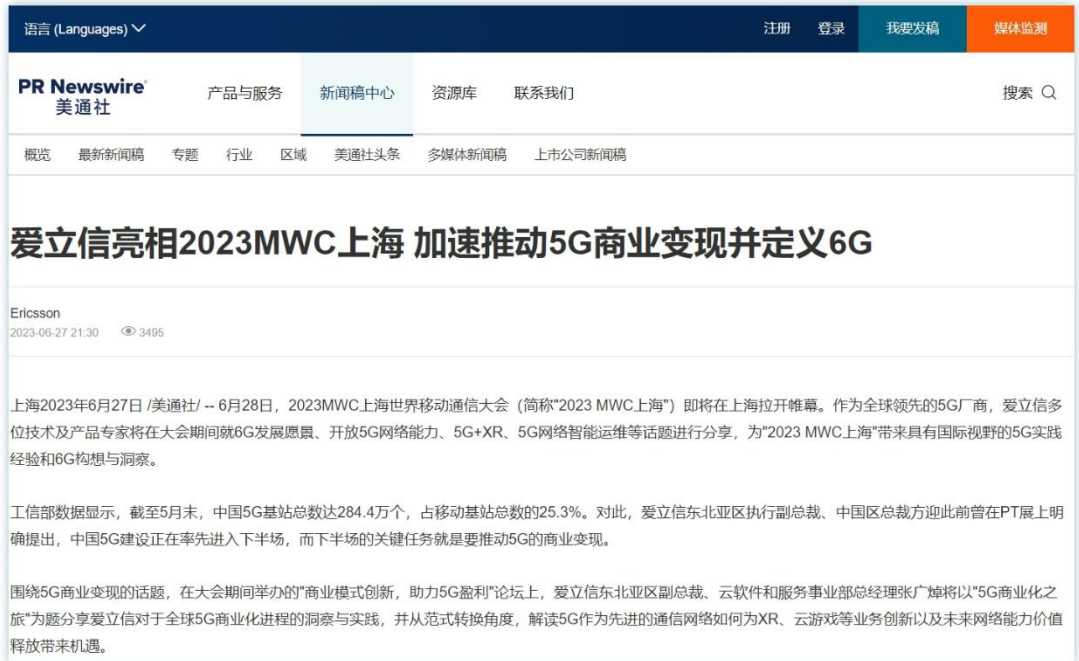 语言 (Languages)
注册 登录 我要发稿 媒体监测
PR Newswire®
美通社
产品与服务 新闻稿中心 资源库 联系我们
搜索
概览 最新新闻稿 专题 行业 区域 美通社头条 多媒体新闻稿 上市公司新闻稿
爱立信亮相2023MWC上海 加速推动5G商业变现并定义6G
Ericsson
2023-06-27 21:30 3495
上海2023年6月27日 /美通社/ -- 6月28日，2023MWC上海世界移动通信大会（简称"2023 MWC上海"）即将在上海拉开帷幕。作为全球领先的5G厂商，爱立信多
位技术及产品专家将在大会期间就6G发展愿景、开放5G网络能力、5G+XR、5G网络智能运维等话题进行分享，为"2023 MWC上海"带来具有国际视野的5G实践
经验和6G构想与洞察。
工信部数据显示，截至5月末，中国5G基站总数达284.4万个，占移动基站总数的25.3%。对此，爱立信东北亚区执行副总裁、中国区总裁方迎此前曾在PT展上明
确提出，中国5G建设正在率先进入下半场，而下半场的关键任务就是要推动5G的商业变现。
围绕5G商业变现的话题，在大会期间举办的"商业模式创新，助力5G盈利"论坛上，爱立信东北亚区副总裁、云软件和服务事业部总经理张广焯将以"5G商业化之
旅"为题分享爱立信对于全球5G商业化进程的洞察与实践，并从范式转换角度，解读5G作为先进的通信网络如何为XR、云游戏等业务创新以及未来网络能力价值
释放带来机遇。